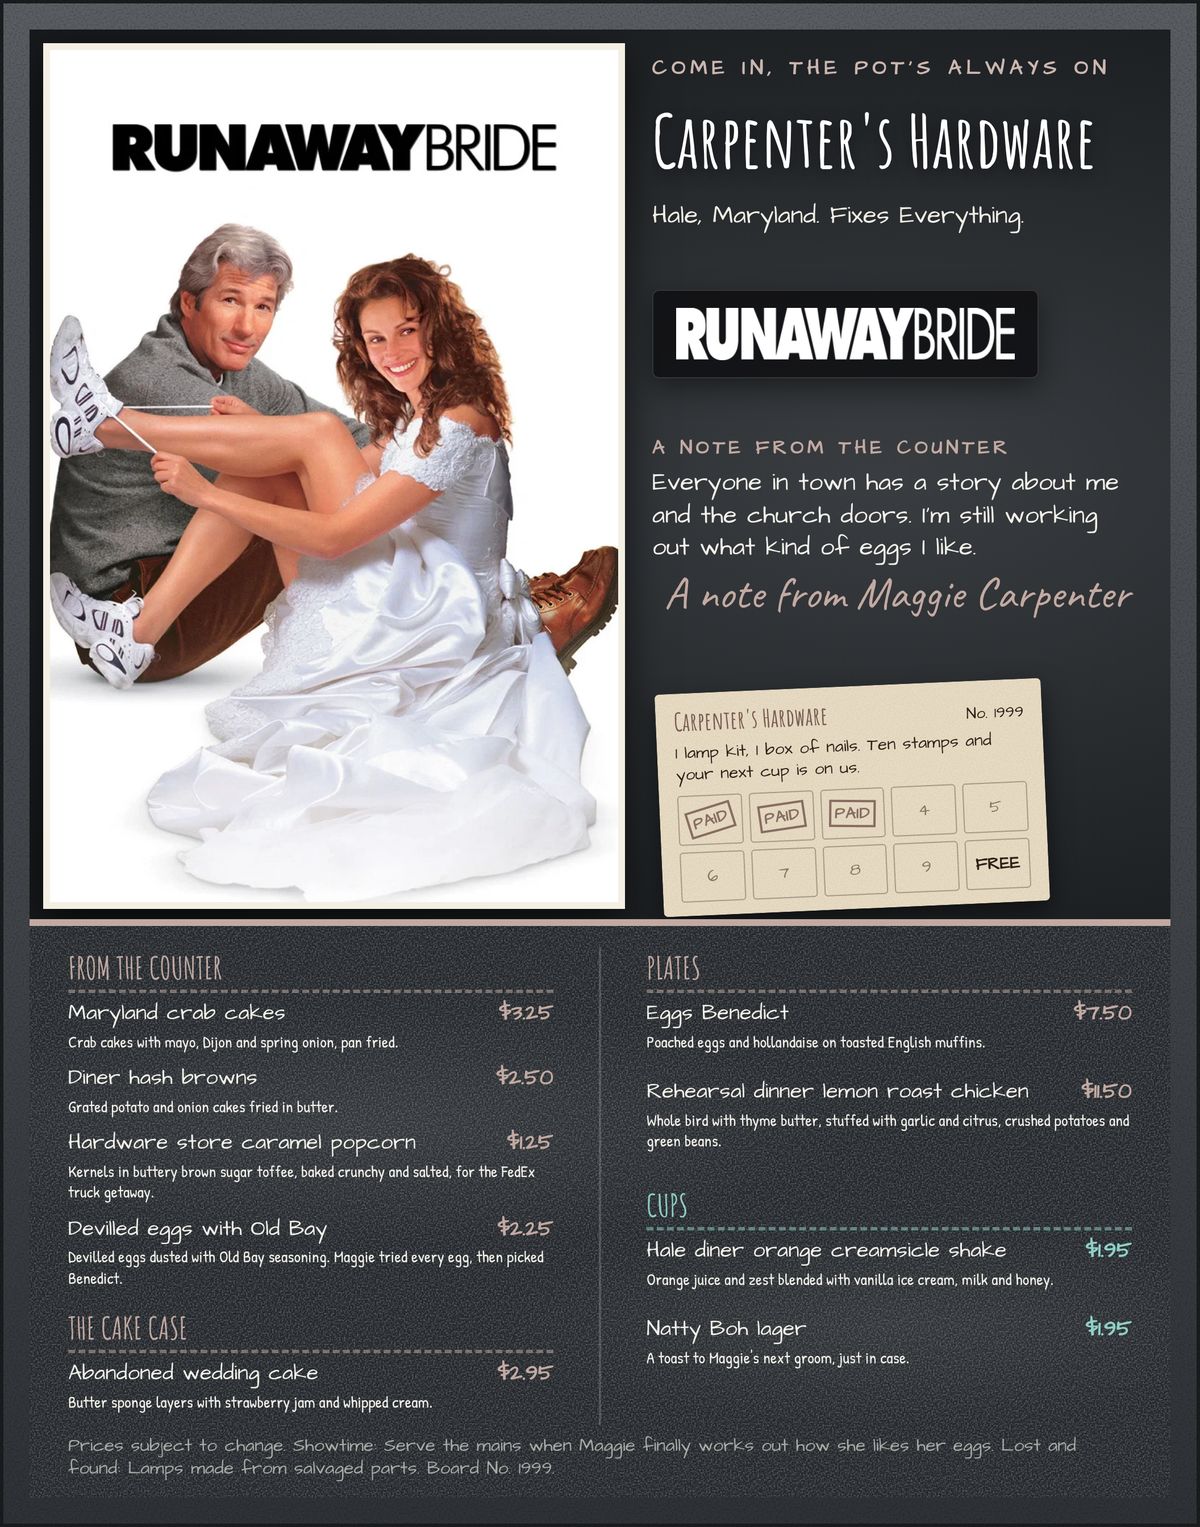 RUNAWAYBRIDE
COME IN, THE POT'S ALWAYS ON
CARPENTER'S HARDWARE
Hale, Maryland. Fixes Everything.
RUNAWAYBRIDE
A NOTE FROM THE COUNTER
Everyone in town has a story about me
and the church doors. I'm still working
out what kind of eggs I like.
A note from Maggie Carpenter
CARPENTER'S HARDWARE
No. 1999
1 lamp kit, 1 box of nails. Ten stamps and
your next cup is on us.
PAID PAID PAID 4 5
6 7 8 9 FREE
FROM THE COUNTER
Maryland crab cakes $3.25
Crab cakes with mayo, Dijon and spring onion, pan fried.
Diner hash browns $2.50
Grated potato and onion cakes fried in butter.
Hardware store caramel popcorn $1.25
Kernels in buttery brown sugar toffee, baked crunchy and salted, for the FedEx
truck getaway.
Devilled eggs with Old Bay $2.25
Devilled eggs dusted with Old Bay seasoning. Maggie tried every egg, then picked
Benedict.
THE CAKE CASE
Abandoned wedding cake $2.95
Butter sponge layers with strawberry jam and whipped cream.
PLATES
Eggs Benedict $7.50
Poached eggs and hollandaise on toasted English muffins.
Rehearsal dinner lemon roast chicken $11.50
Whole bird with thyme butter, stuffed with garlic and citrus, crushed potatoes and
green beans.
CUPS
Hale diner orange creamsicle shake $1.95
Orange juice and zest blended with vanilla ice cream, milk and honey.
Natty Boh lager $1.95
A toast to Maggie's next groom, just in case.
Prices subject to change. Showtime: Serve the mains when Maggie finally works out how she likes her eggs. Lost and
found: Lamps made from salvaged parts. Board No. 1999.